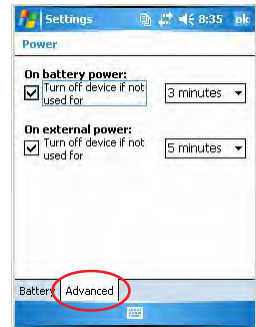 Settings 8:35 ok
Power
On battery power:
Turn off device if not
used for
3 minutes
On external power:
Turn off device if not
used for
5 minutes
Battery Advanced